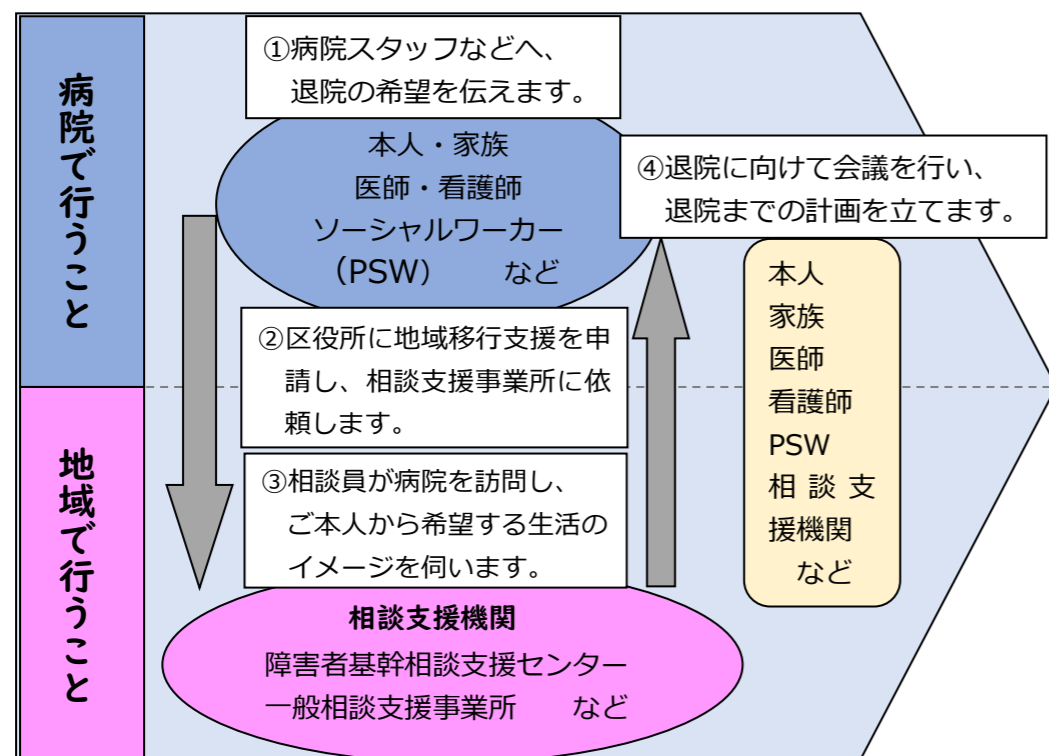 病院で行うこと
①病院スタッフなどへ、
退院の希望を伝えます。
本人・家族
医師・看護師
ソーシャルワーカー
（PSW）　　など
②区役所に地域移行支援を申
請し、相談支援事業所に依
頼します。
地域で行うこと
③相談員が病院を訪問し、
ご本人から希望する生活の
イメージを伺います。
相談支援機関
障害者基幹相談支援センター
一般相談支援事業所　　など
④退院に向けて会議を行い、
退院までの計画を立てます。
本人
家族
医師
看護師
PSW
相 談 支
援機関
など